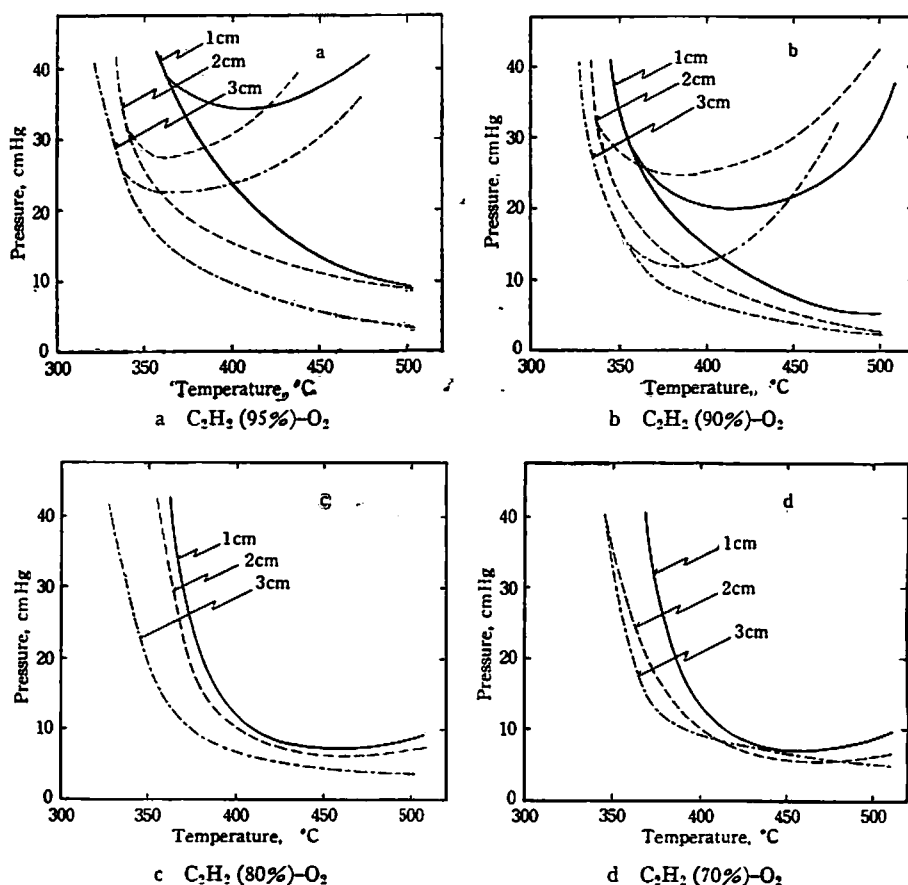 1cm
2cm
3cm
a
40
30
20
10
0
Pressure, cmHg
300 350 400 450 500
Temperature, °C
a C₂H₂ (95%)-O₂
1cm
2cm
3cm
b
40
30
20
10
0
Pressure, cmHg
300 350 400 450 500
Temperature, °C
b C₂H₂ (90%)-O₂
1cm
2cm
3cm
C
40
30
20
10
0
Pressure, cmHg
300 350 400 450 500
Temperature, °C
c C₂H₂ (80%)-O₂
1cm
2cm
3cm
d
40
30
20
10
0
Pressure, cmHg
300 350 400 450 500
Temperature, °C
d C₂H₂ (70%)-O₂